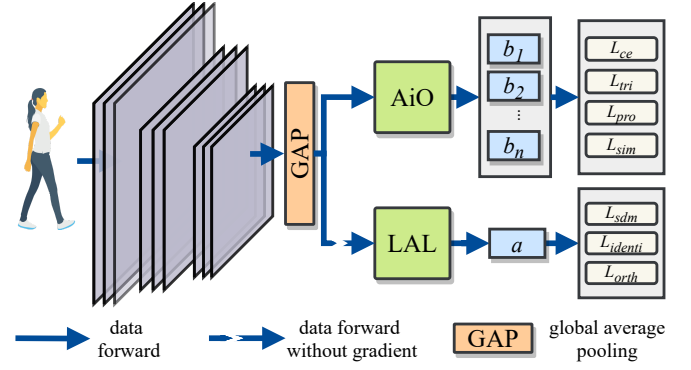 GAP
AiO
b1
b2
...
bn
Lce
Ltri
Lpro
Lsim
LAL
a
Lsdm
Lidenti
Lorth
data
forward
data forward
without gradient
GAP
global average
pooling